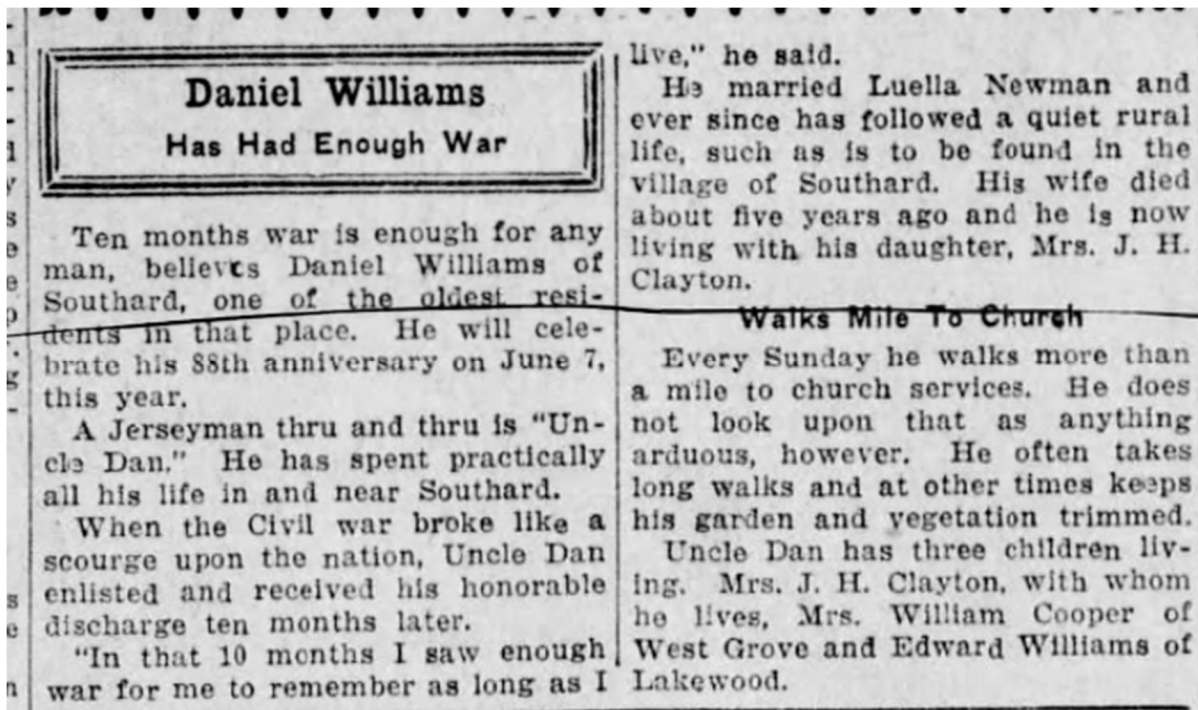 Daniel Williams
Has Had Enough War
Ten months war is enough for any
man, believes Daniel Williams of
Southard, one of the oldest resi-
dents in that place. He will cele-
brate his 88th anniversary on June 7,
this year.
A Jerseyman thru and thru is "Un-
cle Dan." He has spent practically
all his life in and near Southard.
When the Civil war broke like a
scourge upon the nation, Uncle Dan
enlisted and received his honorable
discharge ten months later.
"In that 10 months I saw enough
war for me to remember as long as I
live," he said.
He married Luella Newman and
ever since has followed a quiet rural
life, such as is to be found in the
village of Southard. His wife died
about five years ago and he is now
living with his daughter, Mrs. J. H.
Clayton.
Walks Mile To Church
Every Sunday he walks more than
a mile to church services. He does
not look upon that as anything
arduous, however. He often takes
long walks and at other times keeps
his garden and vegetation trimmed.
Uncle Dan has three children liv-
ing. Mrs. J. H. Clayton, with whom
he lives, Mrs. William Cooper of
West Grove and Edward Williams of
Lakewood.